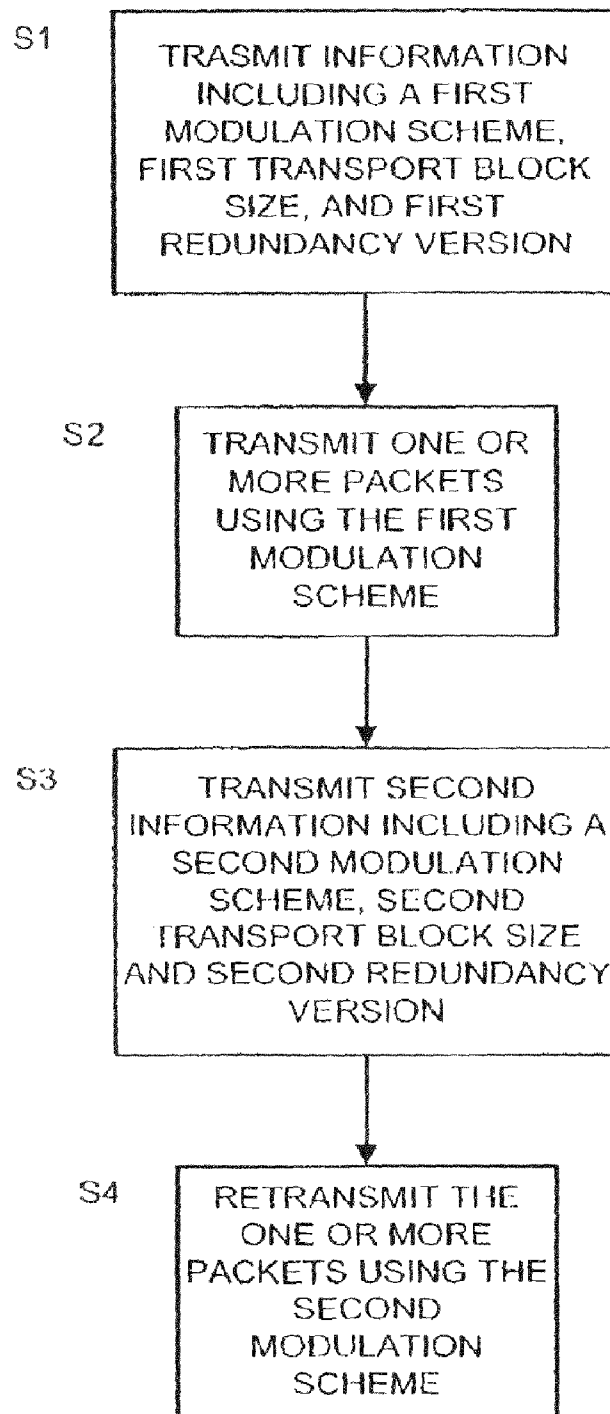 S1
TRASMIT INFORMATION
INCLUDING A FIRST
MODULATION SCHEME,
FIRST TRANSPORT BLOCK
SIZE, AND FIRST
REDUNDANCY VERSION
S2
TRANSMIT ONE OR
MORE PACKETS
USING THE FIRST
MODULATION
SCHEME
S3
TRANSMIT SECOND
INFORMATION INCLUDING A
SECOND MODULATION
SCHEME, SECOND
TRANSPORT BLOCK SIZE
AND SECOND REDUNDANCY
VERSION
S4
RETRANSMIT THE
ONE OR MORE
PACKETS USING THE
SECOND
MODULATION
SCHEME